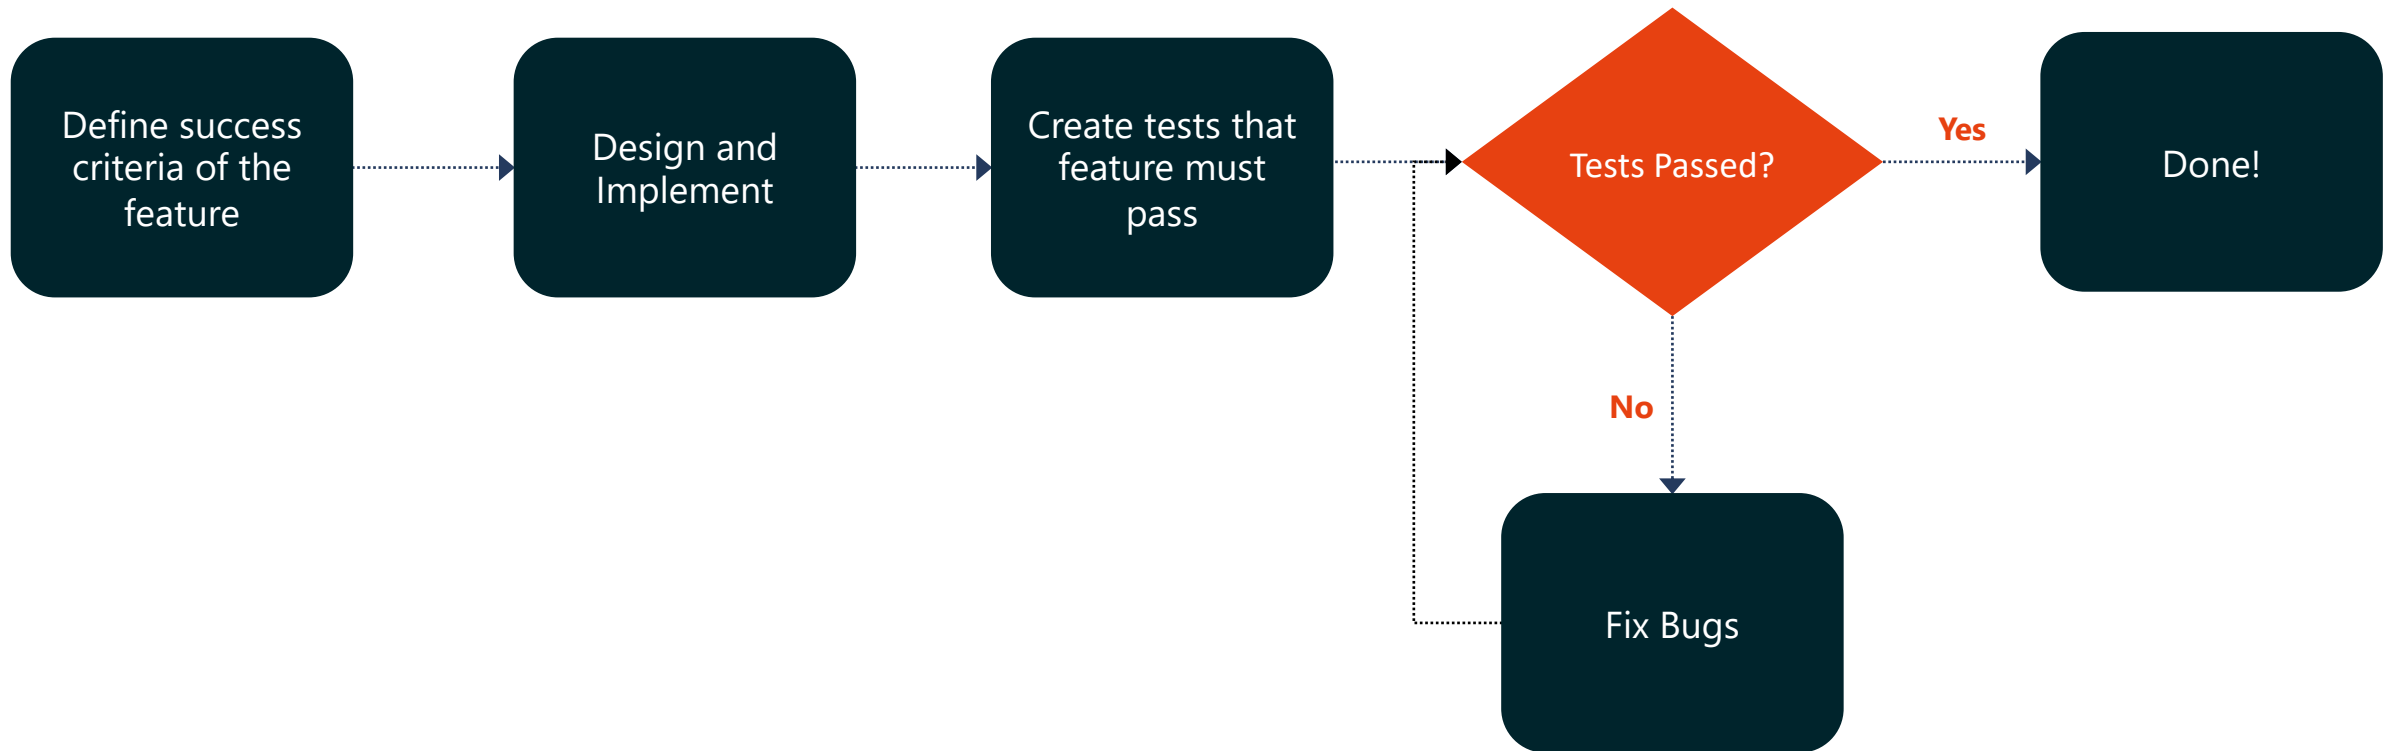 Define success
criteria of the
feature
Design and
Implement
Create tests that
feature must
pass
Tests Passed?
Yes
Done!
No
Fix Bugs